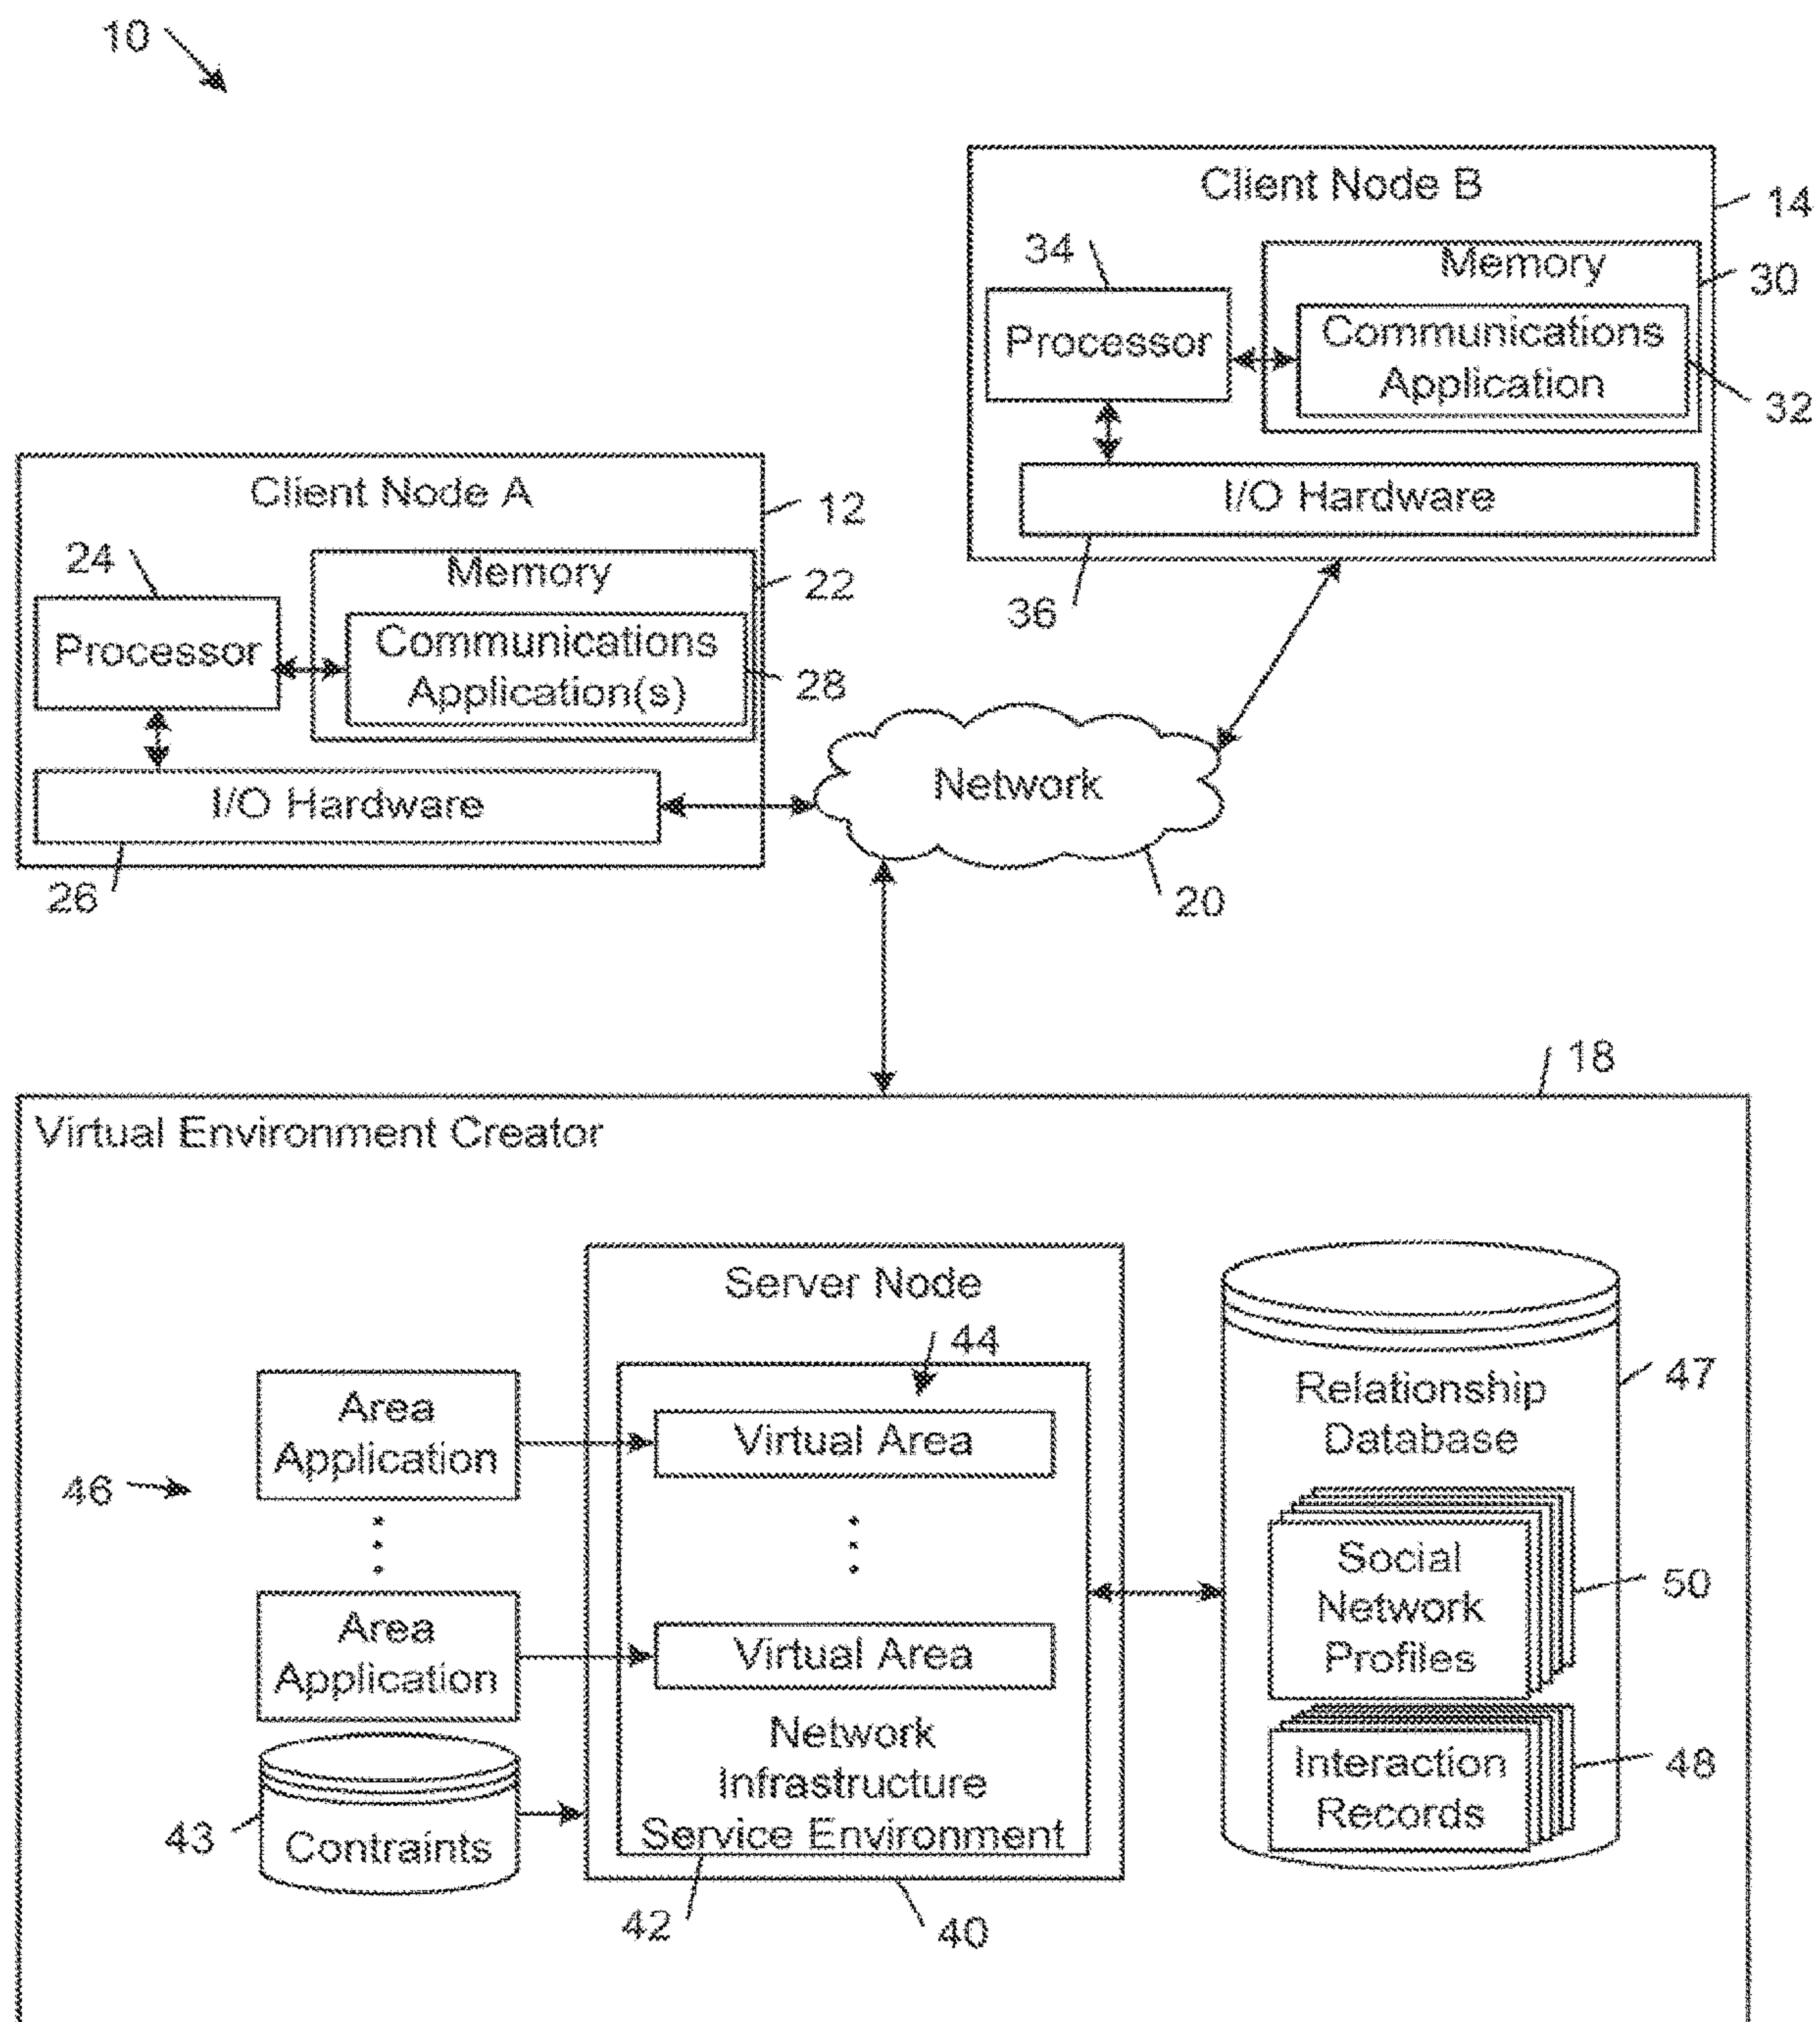 10
Client Node B
14
34
Memory
30
Processor
Communications
Application
32
I/O Hardware
36
Client Node A
12
24
Memory
22
Processor
Communications
Application(s)
28
I/O Hardware
26
Network
20
18
Virtual Environment Creator
Server Node
44
47
Area
Application
Virtual Area
Relationship
Database
46
Social
Network
Profiles
50
Area
Application
Virtual Area
Network
Infrastructure
Service Environment
Interaction
Records
48
43
Contraints
42
40